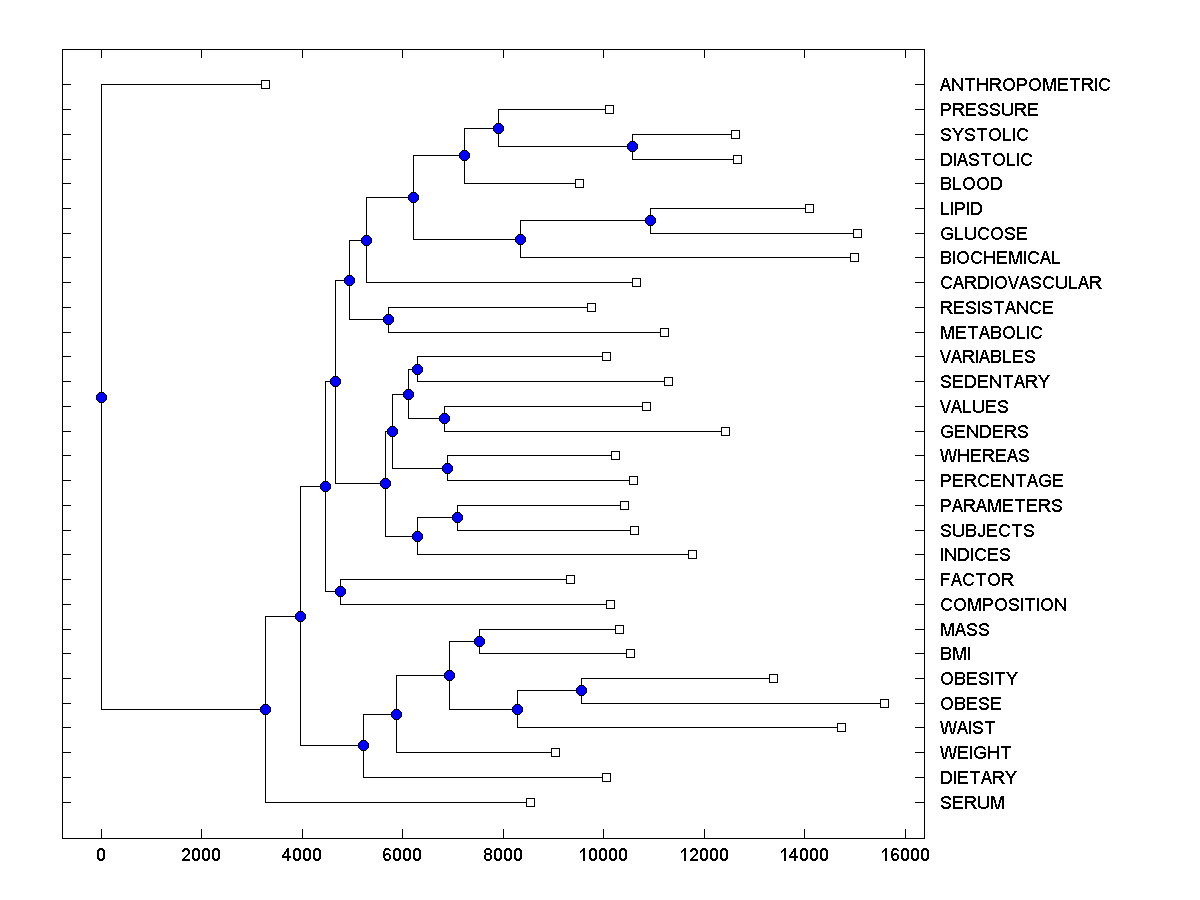 ANTHROPOMETRIC
PRESSURE
SYSTOLIC
DIASTOLIC
BLOOD
LIPID
GLUCOSE
BIOCHEMICAL
CARDIOVASCULAR
RESISTANCE
METABOLIC
VARIABLES
SEDENTARY
VALUES
GENDERS
WHEREAS
PERCENTAGE
PARAMETERS
SUBJECTS
INDICES
FACTOR
COMPOSITION
MASS
BMI
OBESITY
OBESE
WAIST
WEIGHT
DIETARY
SERUM
0 2000 4000 6000 8000 10000 12000 14000 16000